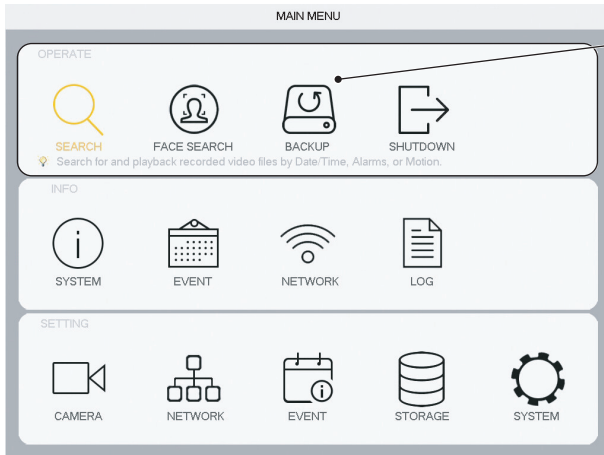 MAIN MENU
OPERATE
SEARCH FACE SEARCH BACKUP SHUTDOWN
Search for and playback recorded video files by Date/Time, Alarms, or Motion.
INFO
SYSTEM EVENT NETWORK LOG
SETTING
CAMERA NETWORK EVENT STORAGE SYSTEM